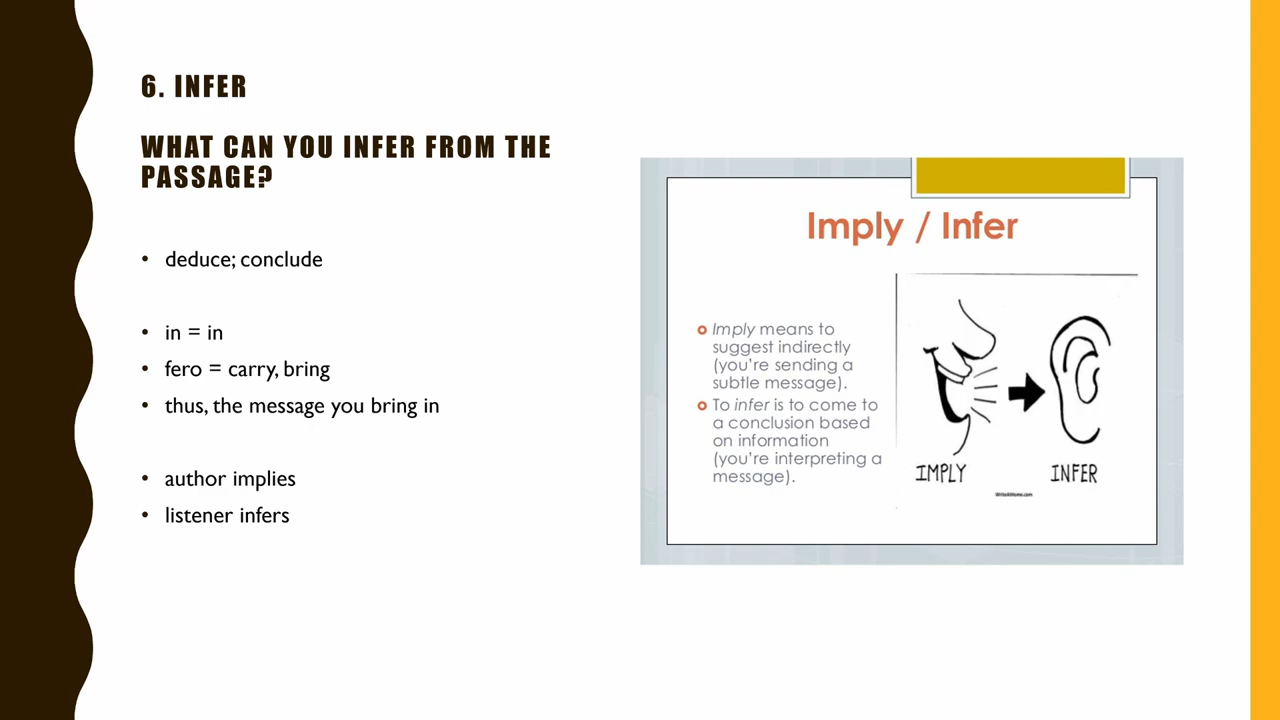 6. INFER
WHAT CAN YOU INFER FROM THE
PASSAGE?
• deduce; conclude
• in = in
• fero = carry, bring
• thus, the message you bring in
• author implies
• listener infers
Imply / Infer
Imply means to
suggest indirectly
(you're sending a
subtle message).
To infer is to come to
a conclusion based
on information
(you're interpreting a
message).
IMPLY
INFER